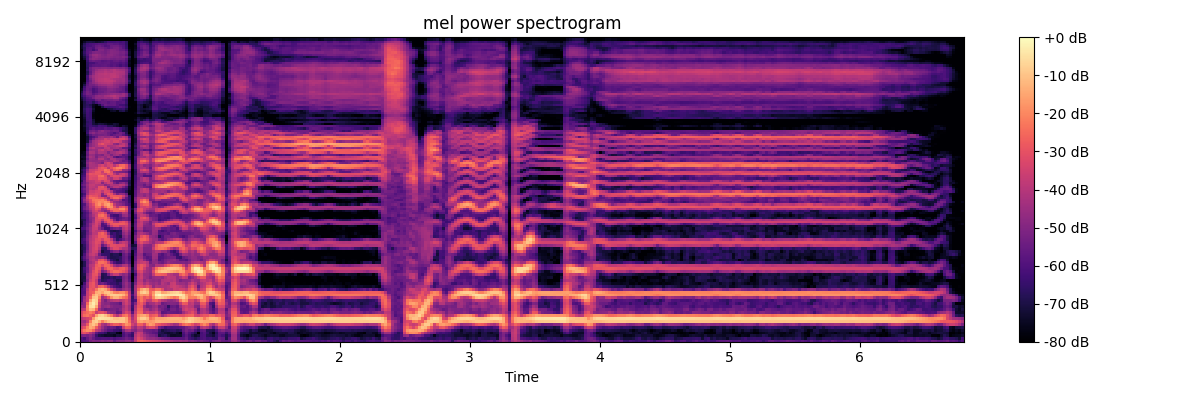 mel power spectrogram
Hz
8192
4096
2048
1024
512
0
0 1 2 3 4 5 6
Time
+0 dB
-10 dB
-20 dB
-30 dB
-40 dB
-50 dB
-60 dB
-70 dB
-80 dB